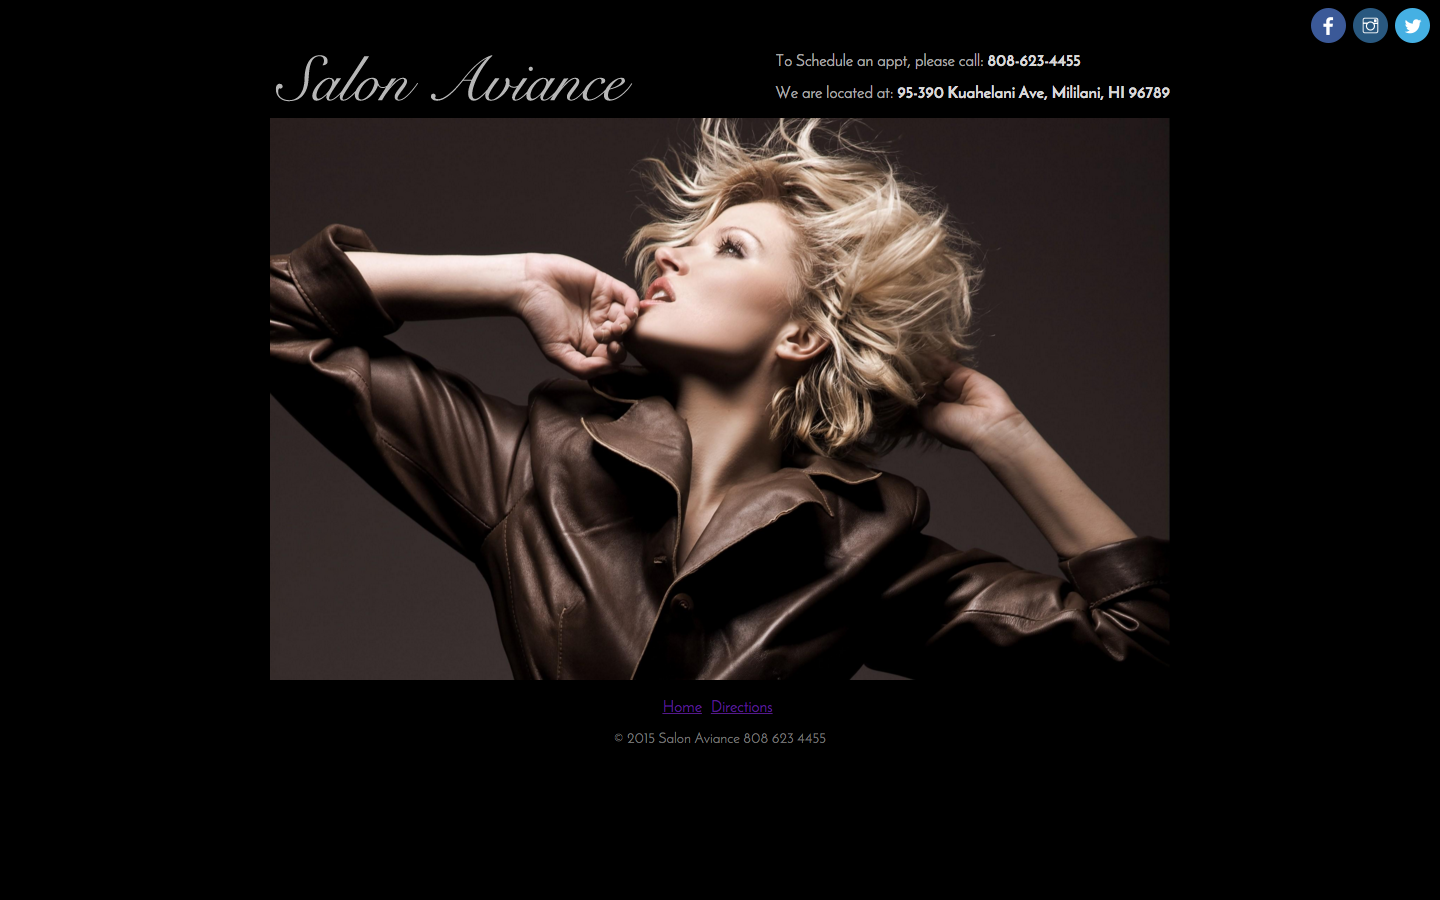 Salon Aviance
To Schedule an appt, please call: 808-623-4455
We are located at: 95-390 Kuahelani Ave, Mililani, HI 96789
Home Directions
© 2015 Salon Aviance 808 623 4455